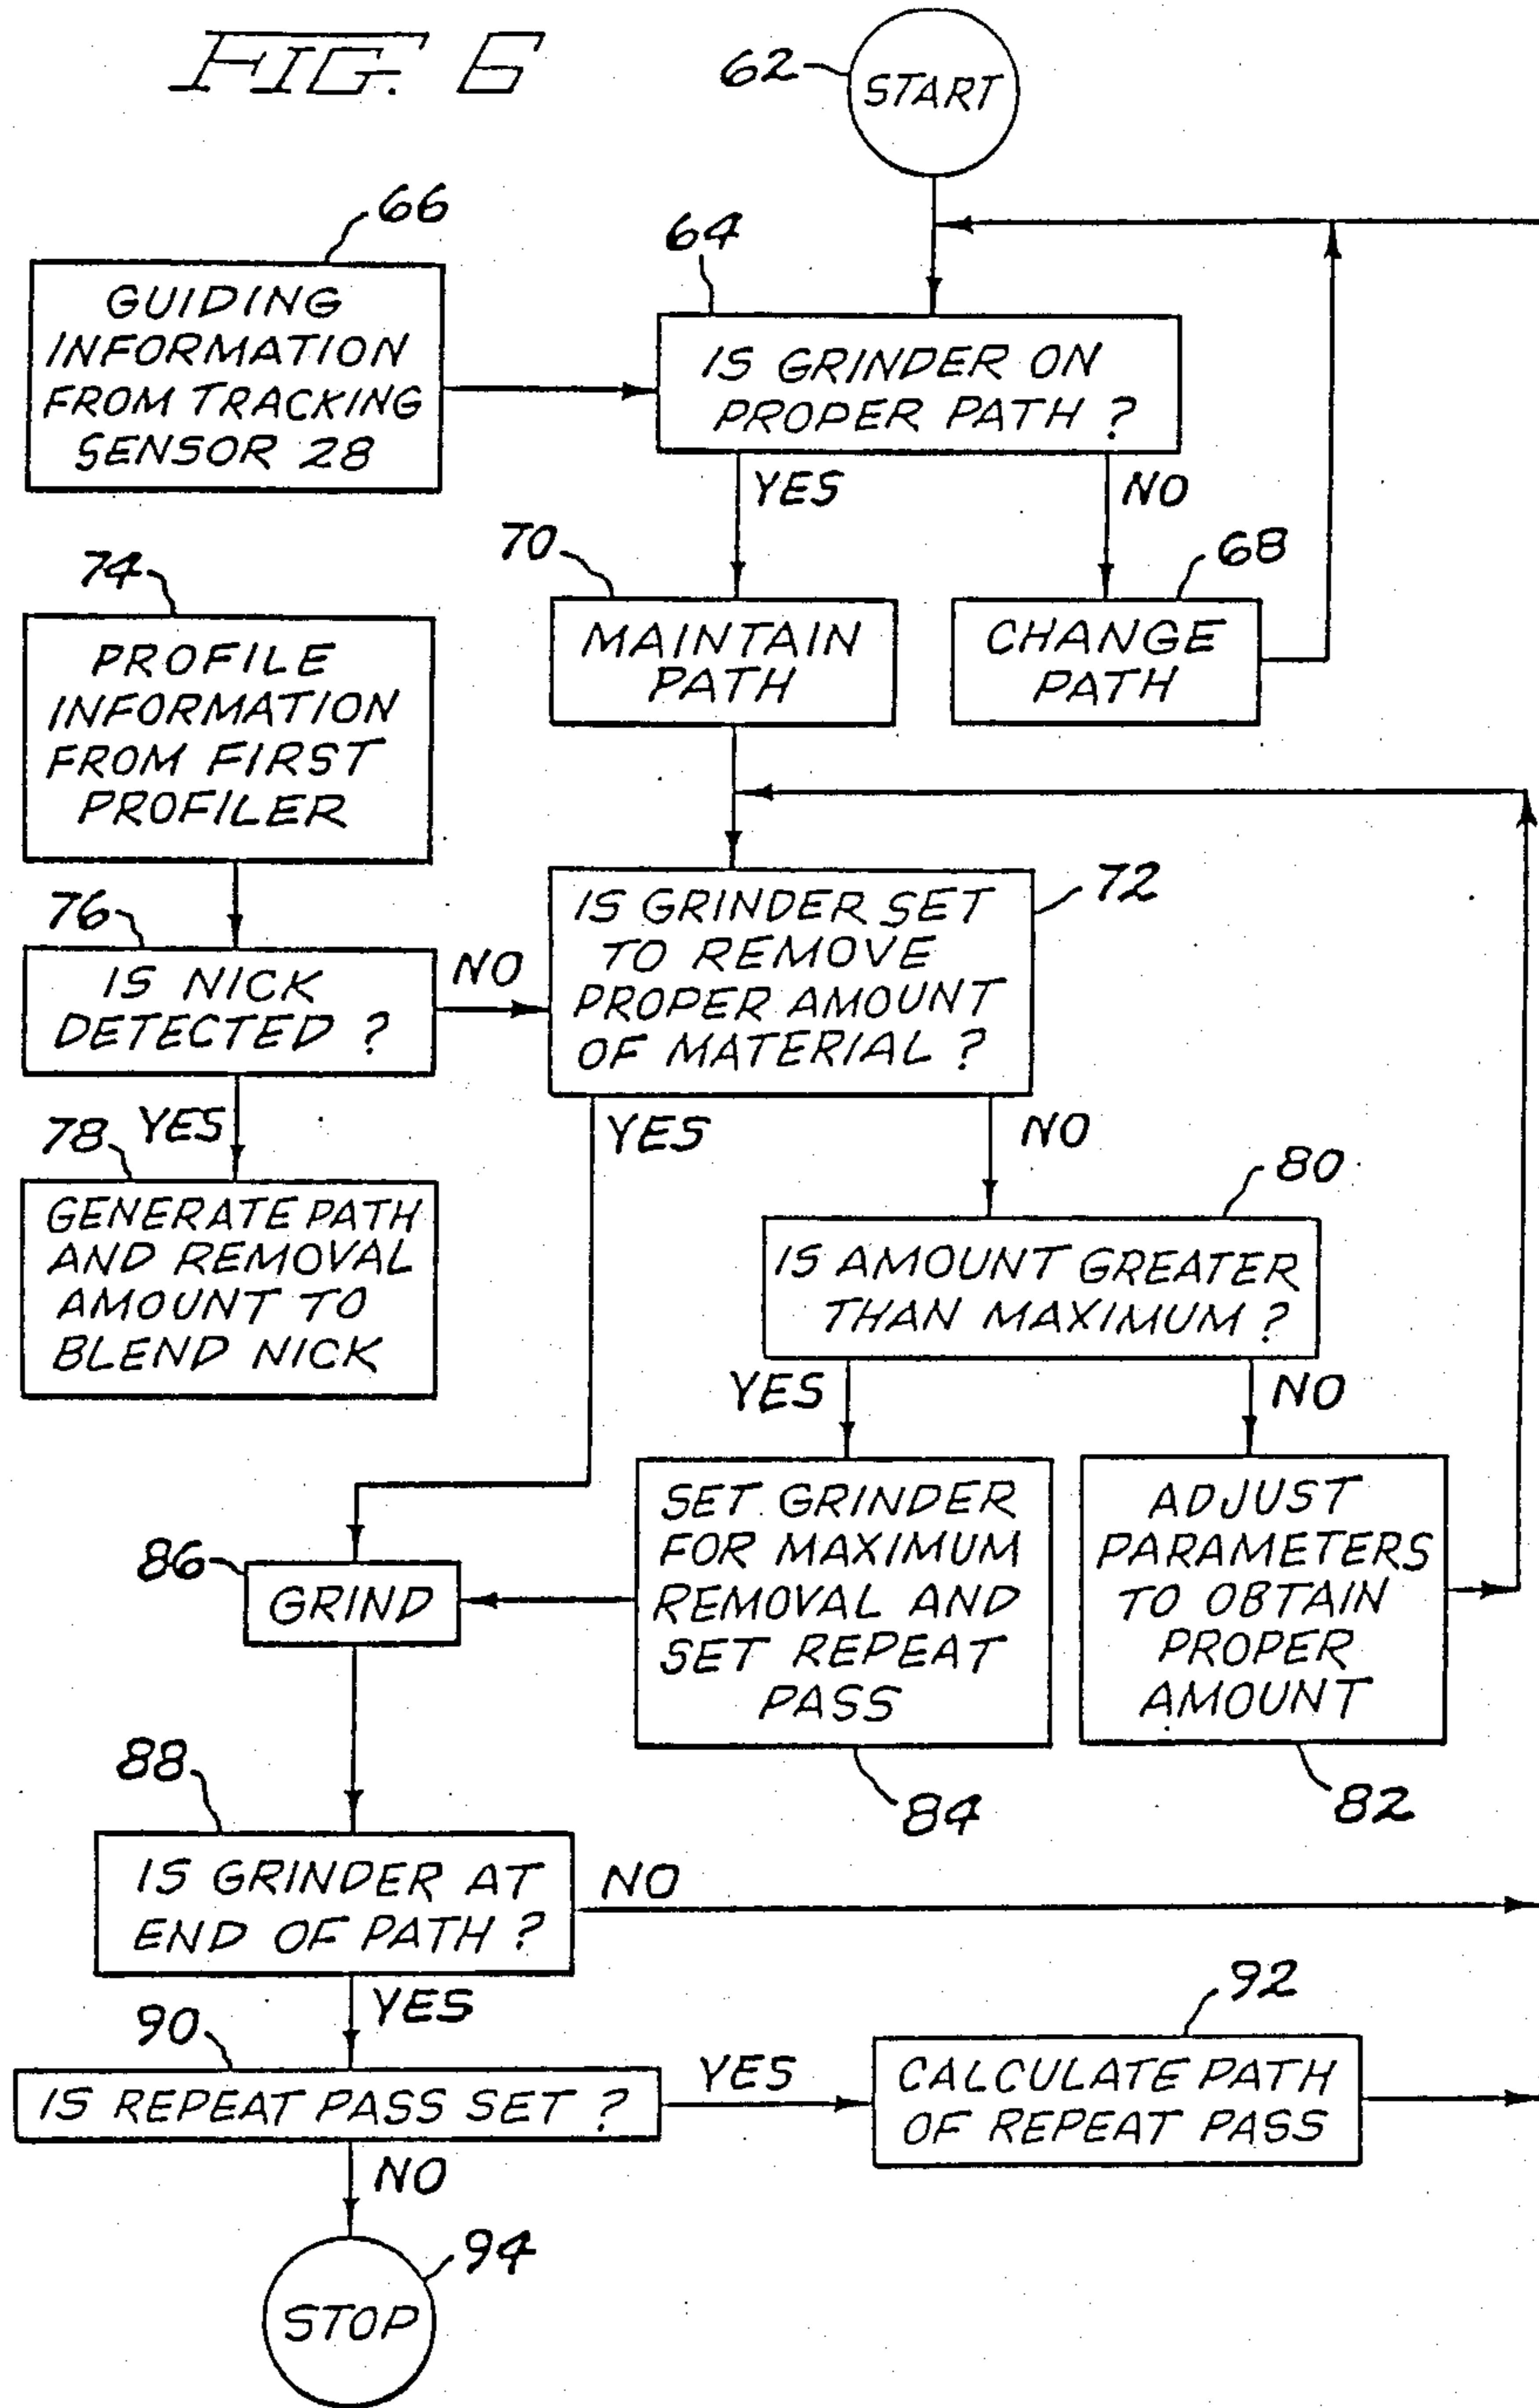 FIG. 6
62
START
66
64
GUIDING
INFORMATION
FROM TRACKING
SENSOR 28
IS GRINDER ON
PROPER PATH ?
YES
NO
70
68
74
MAINTAIN
PATH
CHANGE
PATH
PROFILE
INFORMATION
FROM FIRST
PROFILER
72
76
IS NICK
DETECTED ?
NO
IS GRINDER SET
TO REMOVE
PROPER AMOUNT
OF MATERIAL ?
78
YES
YES
NO
80
GENERATE PATH
AND REMOVAL
AMOUNT TO
BLEND NICK
IS AMOUNT GREATER
THAN MAXIMUM ?
YES
NO
86
GRIND
SET GRINDER
FOR MAXIMUM
REMOVAL AND
SET REPEAT
PASS
ADJUST
PARAMETERS
TO OBTAIN
PROPER
AMOUNT
88
84
82
IS GRINDER AT
END OF PATH ?
NO
YES
90
92
IS REPEAT PASS SET ?
YES
CALCULATE PATH
OF REPEAT PASS
NO
94
STOP